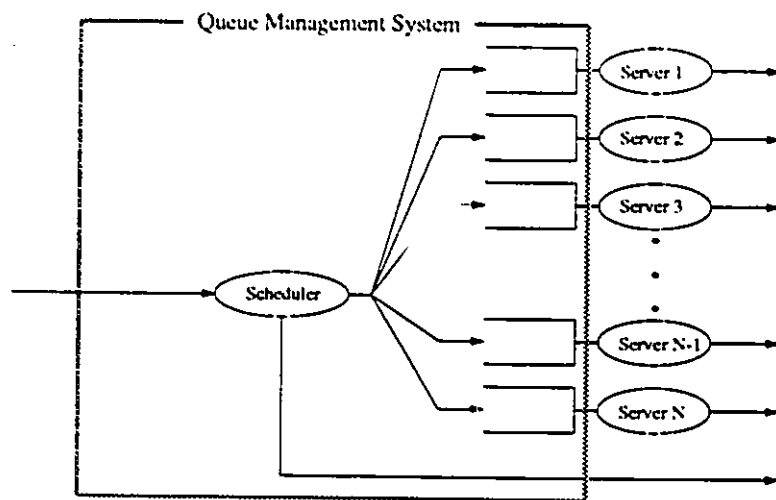 Queue Management System
Server 1
Server 2
Server 3
Scheduler
Server N-1
Server N